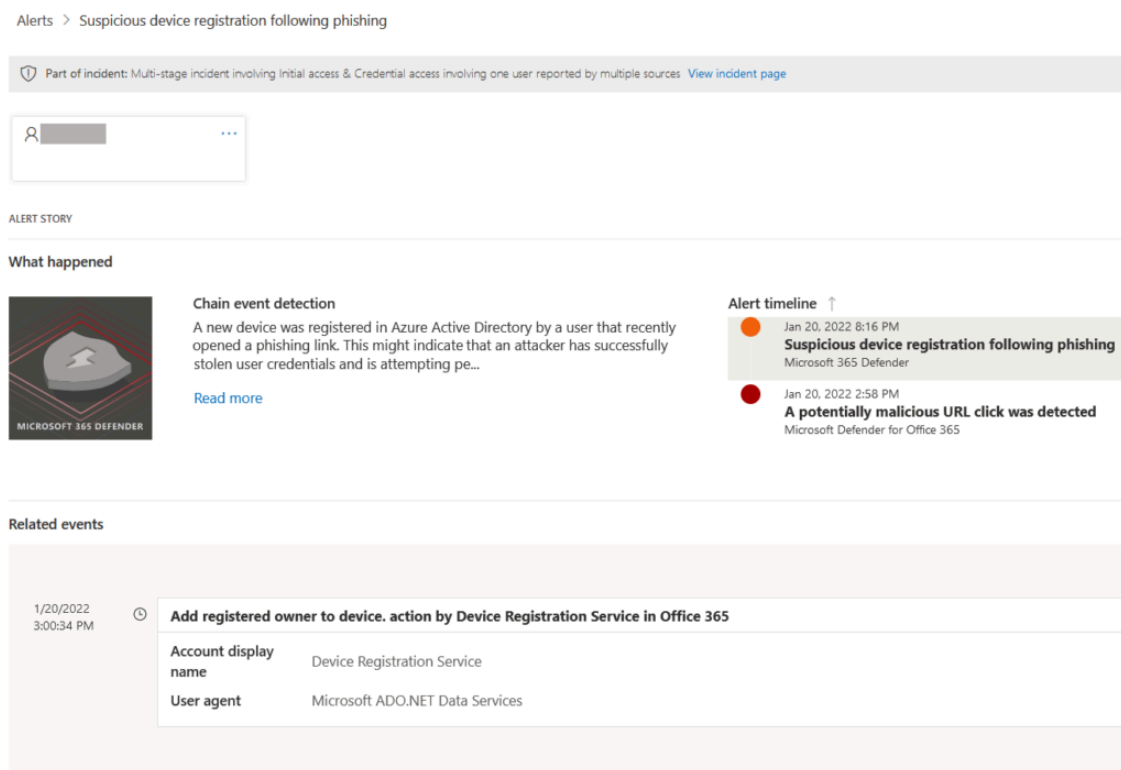 Alerts > Suspicious device registration following phishing
Part of incident: Multi-stage incident involving Initial access & Credential access involving one user reported by multiple sources View incident page
...
ALERT STORY
What happened
MICROSOFT 365 DEFENDER
Chain event detection
A new device was registered in Azure Active Directory by a user that recently
opened a phishing link. This might indicate that an attacker has successfully
stolen user credentials and is attempting pe...
Read more
Alert timeline ↑
Jan 20, 2022 8:16 PM
Suspicious device registration following phishing
Microsoft 365 Defender
Jan 20, 2022 2:58 PM
A potentially malicious URL click was detected
Microsoft Defender for Office 365
Related events
1/20/2022
3:00:34 PM
Add registered owner to device. action by Device Registration Service in Office 365
Account display
name
Device Registration Service
User agent
Microsoft ADO.NET Data Services